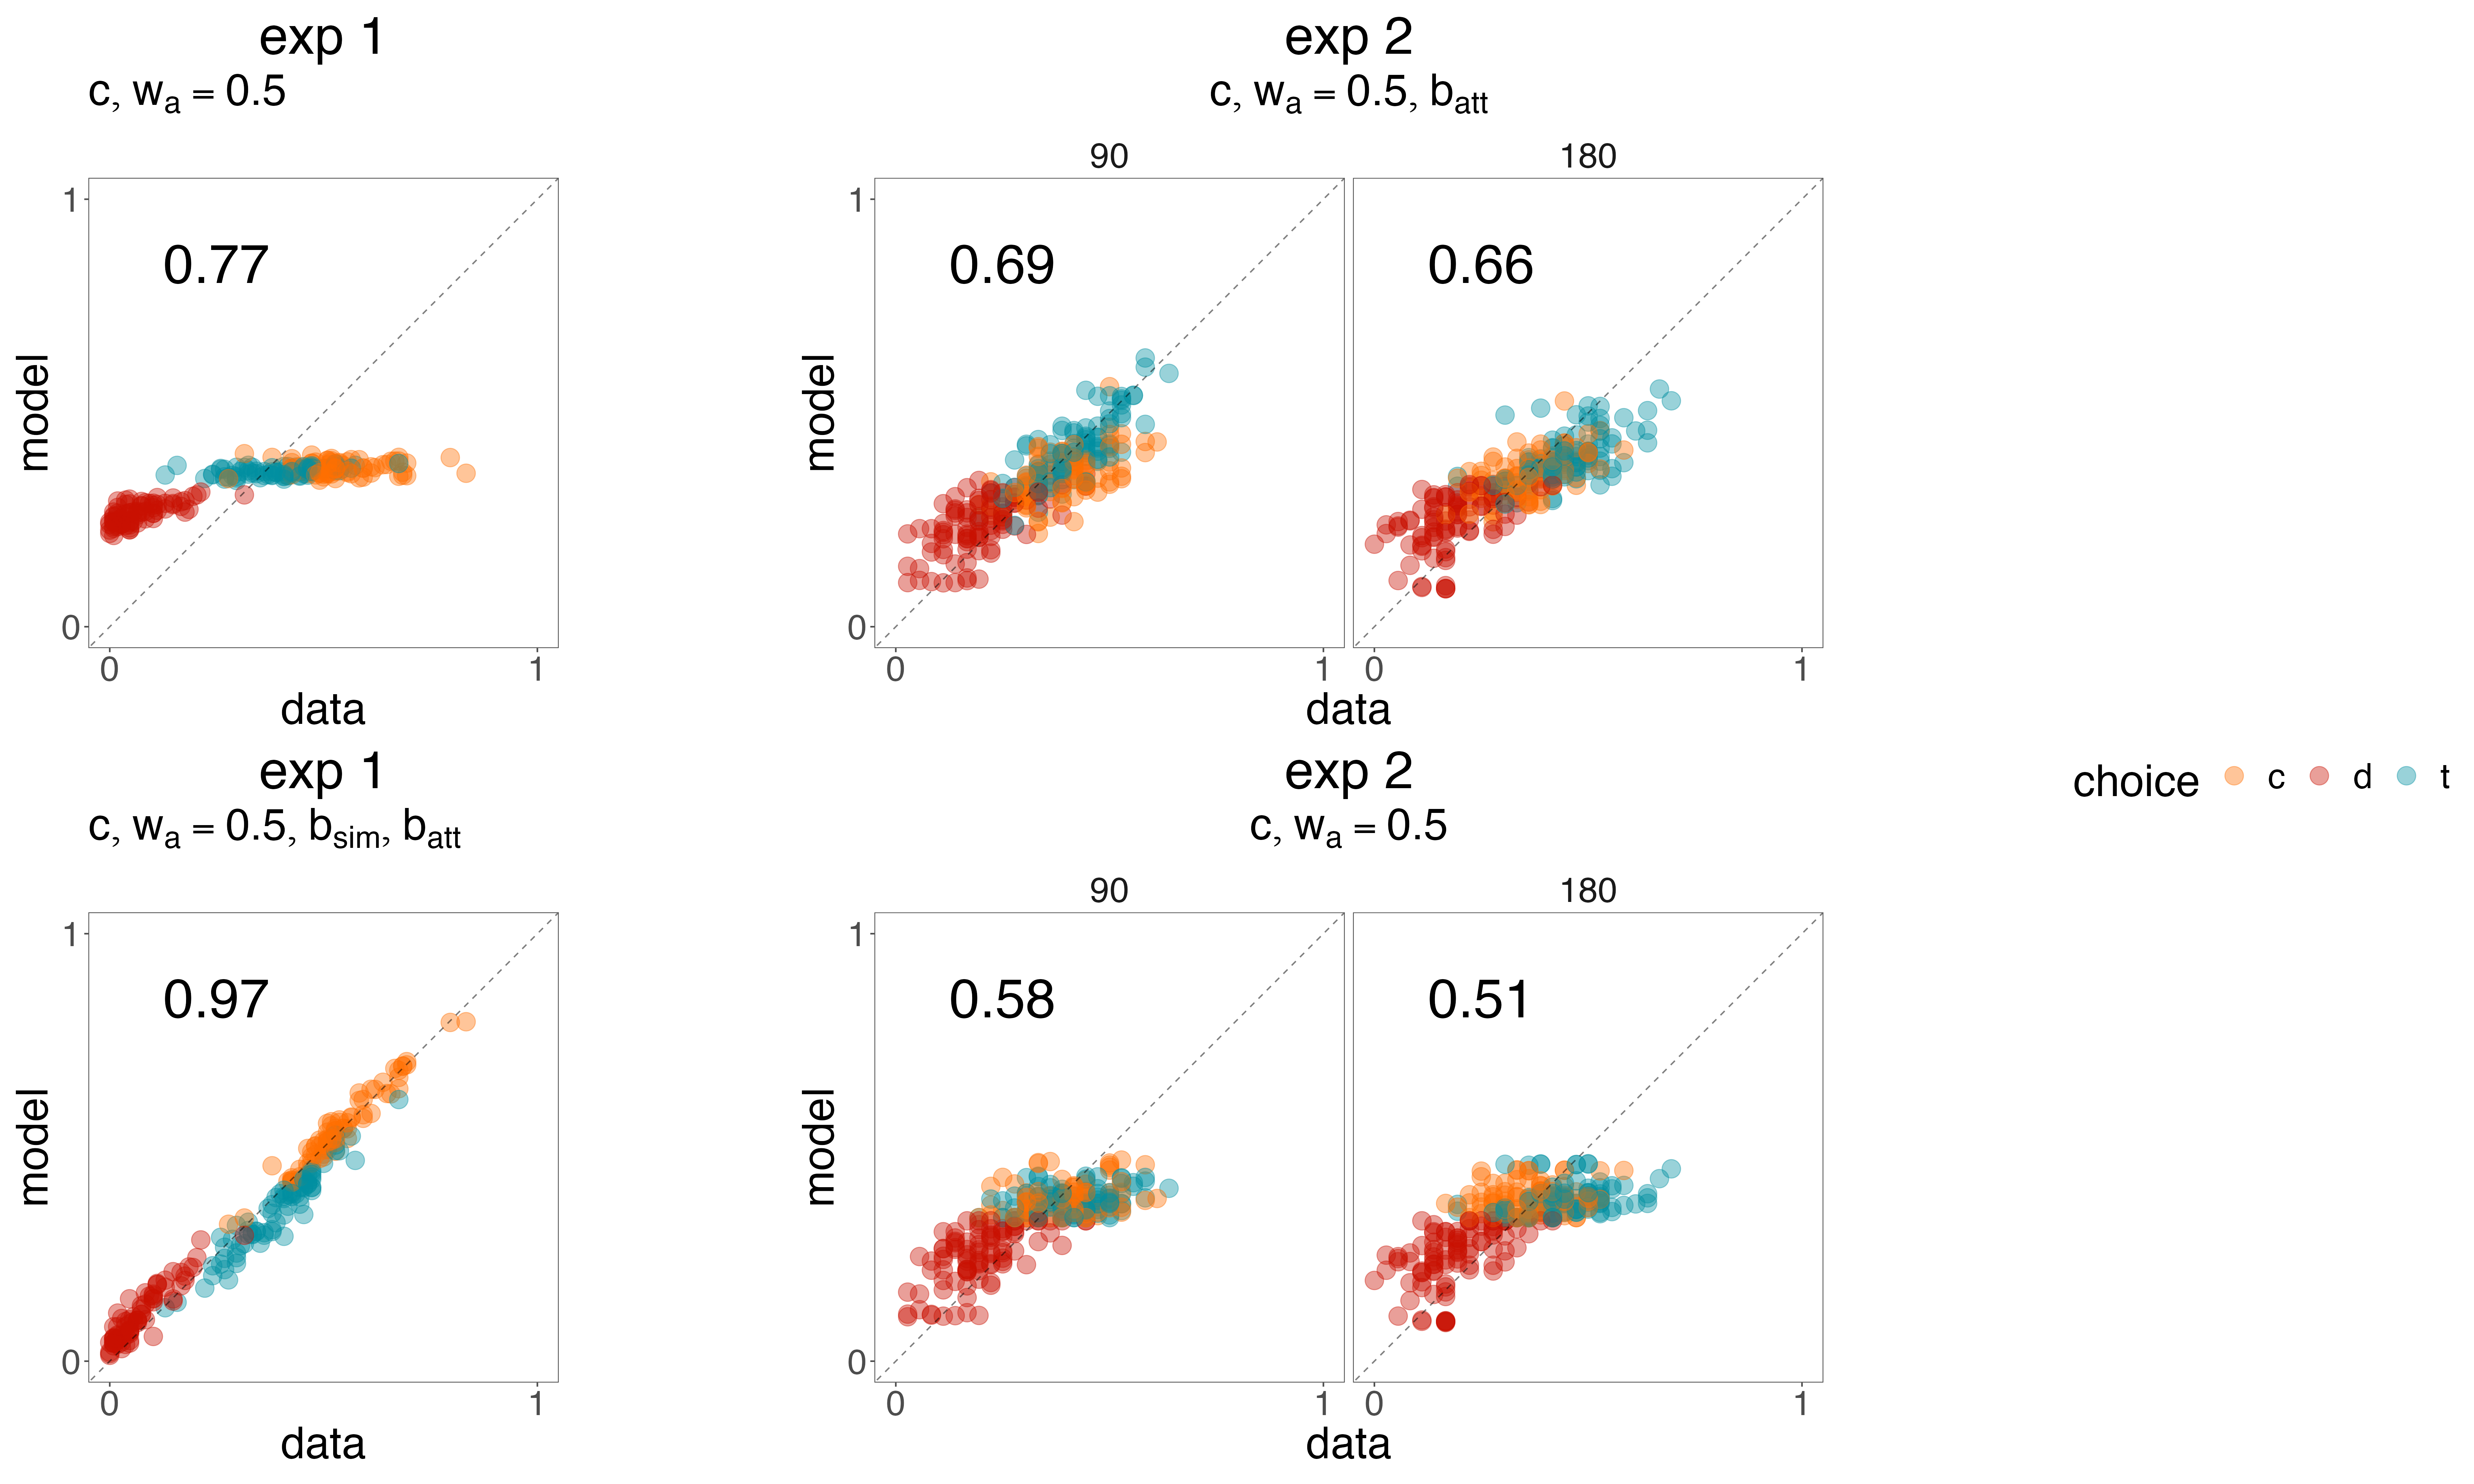 exp 1
c, wa = 0.5
1
0.77
model
0
0 1
data
exp 2
c, wa = 0.5, batt
90 180
1
0.69 0.66
model
0
0 1 0 1
data
exp 1
c, wa = 0.5, bsim, batt
1
0.97
model
0
0 1
data
exp 2
c, wa = 0.5
90 180
1
0.58 0.51
model
0
0 1 0 1
data
choice c d t